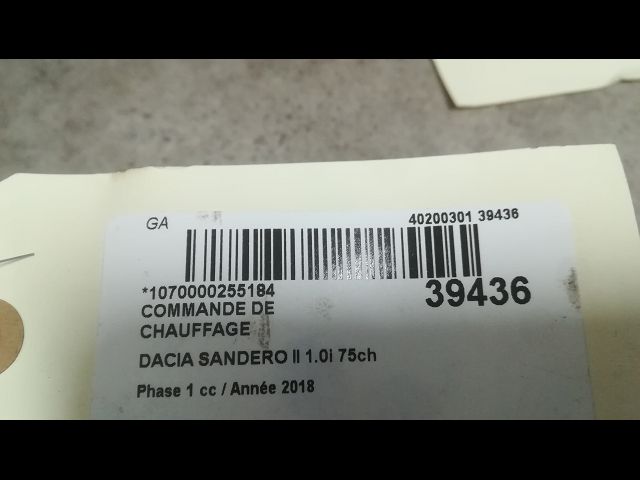 GA
40200301 39436
*1070000255184
39436
COMMANDE DE
CHAUFFAGE
DACIA SANDERO II 1.0i 75ch
Phase 1 cc / Année 2018